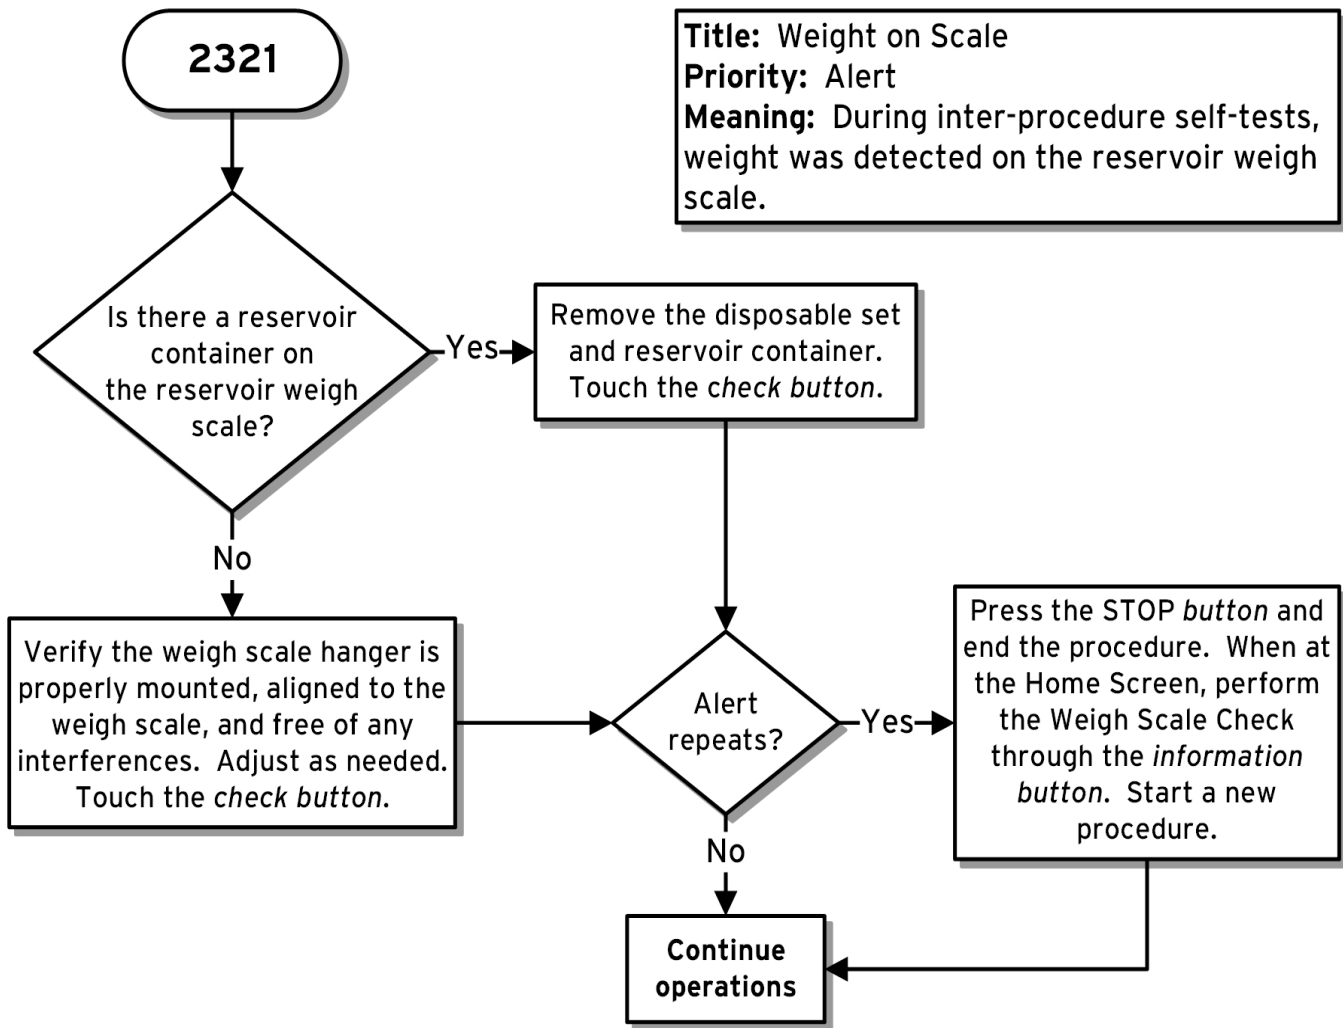 2321
Title: Weight on Scale
Priority: Alert
Meaning: During inter-procedure self-tests,
weight was detected on the reservoir weigh
scale.
Is there a reservoir
container on
the reservoir weigh
scale?
Yes
Remove the disposable set
and reservoir container.
Touch the check button.
No
Verify the weigh scale hanger is
properly mounted, aligned to the
weigh scale, and free of any
interferences. Adjust as needed.
Touch the check button.
Alert
repeats?
Yes
Press the STOP button and
end the procedure. When at
the Home Screen, perform
the Weigh Scale Check
through the information
button. Start a new
procedure.
No
Continue
operations